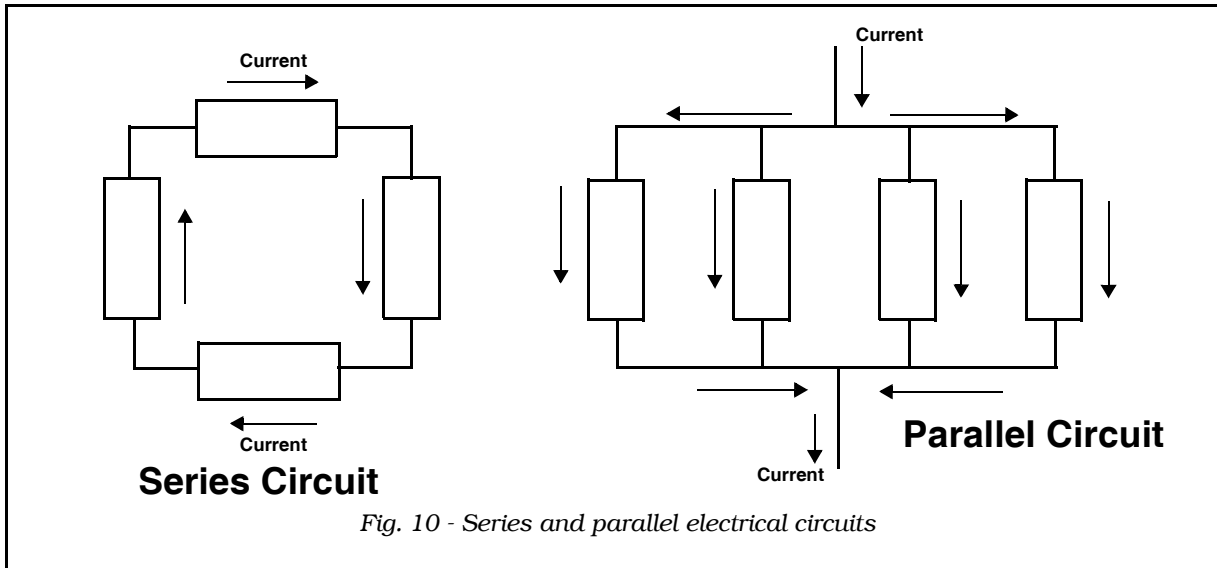 Current
Current
Series Circuit
Current
Current
Parallel Circuit
Fig. 10 - Series and parallel electrical circuits